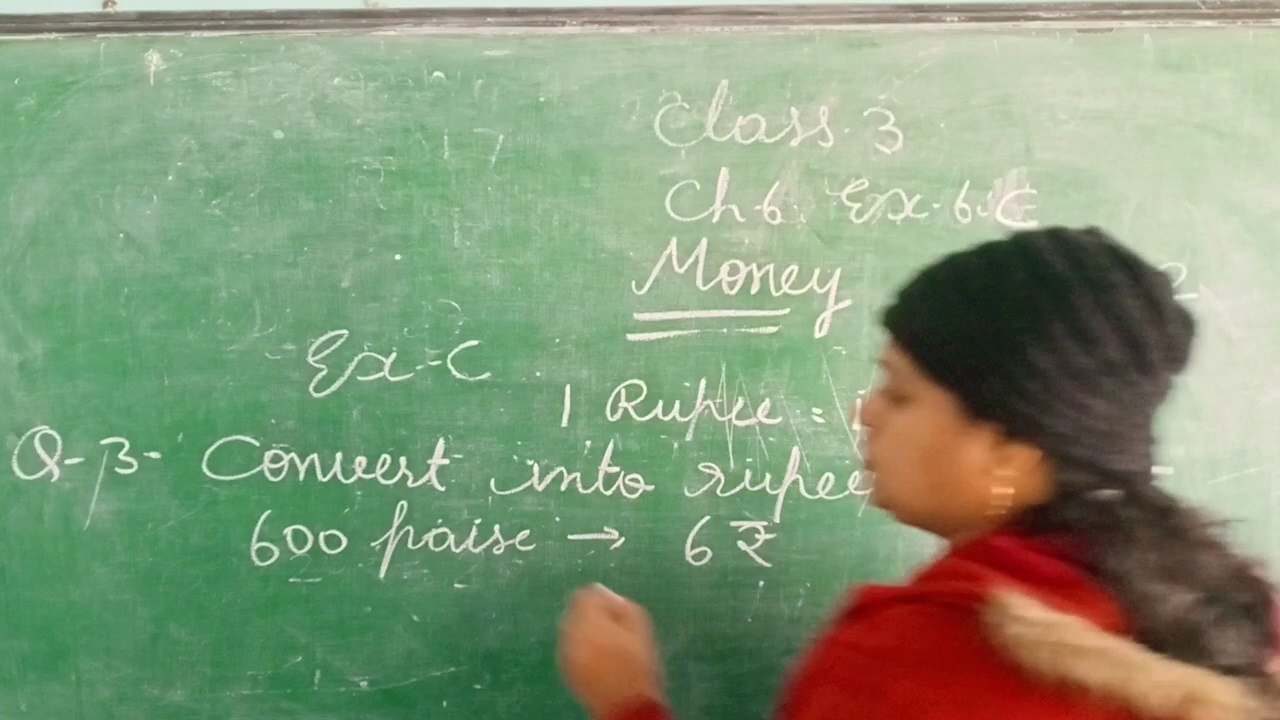 Class. 3
Ch-6. Ex-6.C
Money
Ex-C
1 Rupee =
Q-3- Convert into rupee
600 paise → 6 ₹